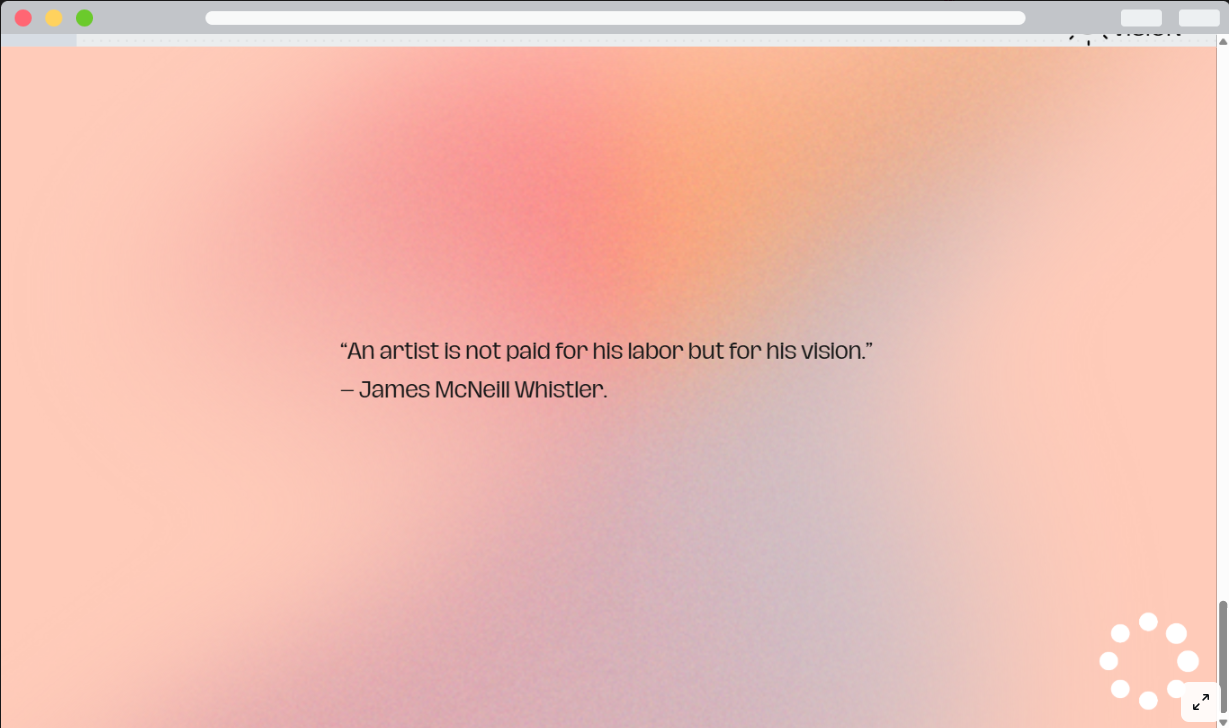 “An artist is not paid for his labor but for his vision.”
– James McNeill Whistler.